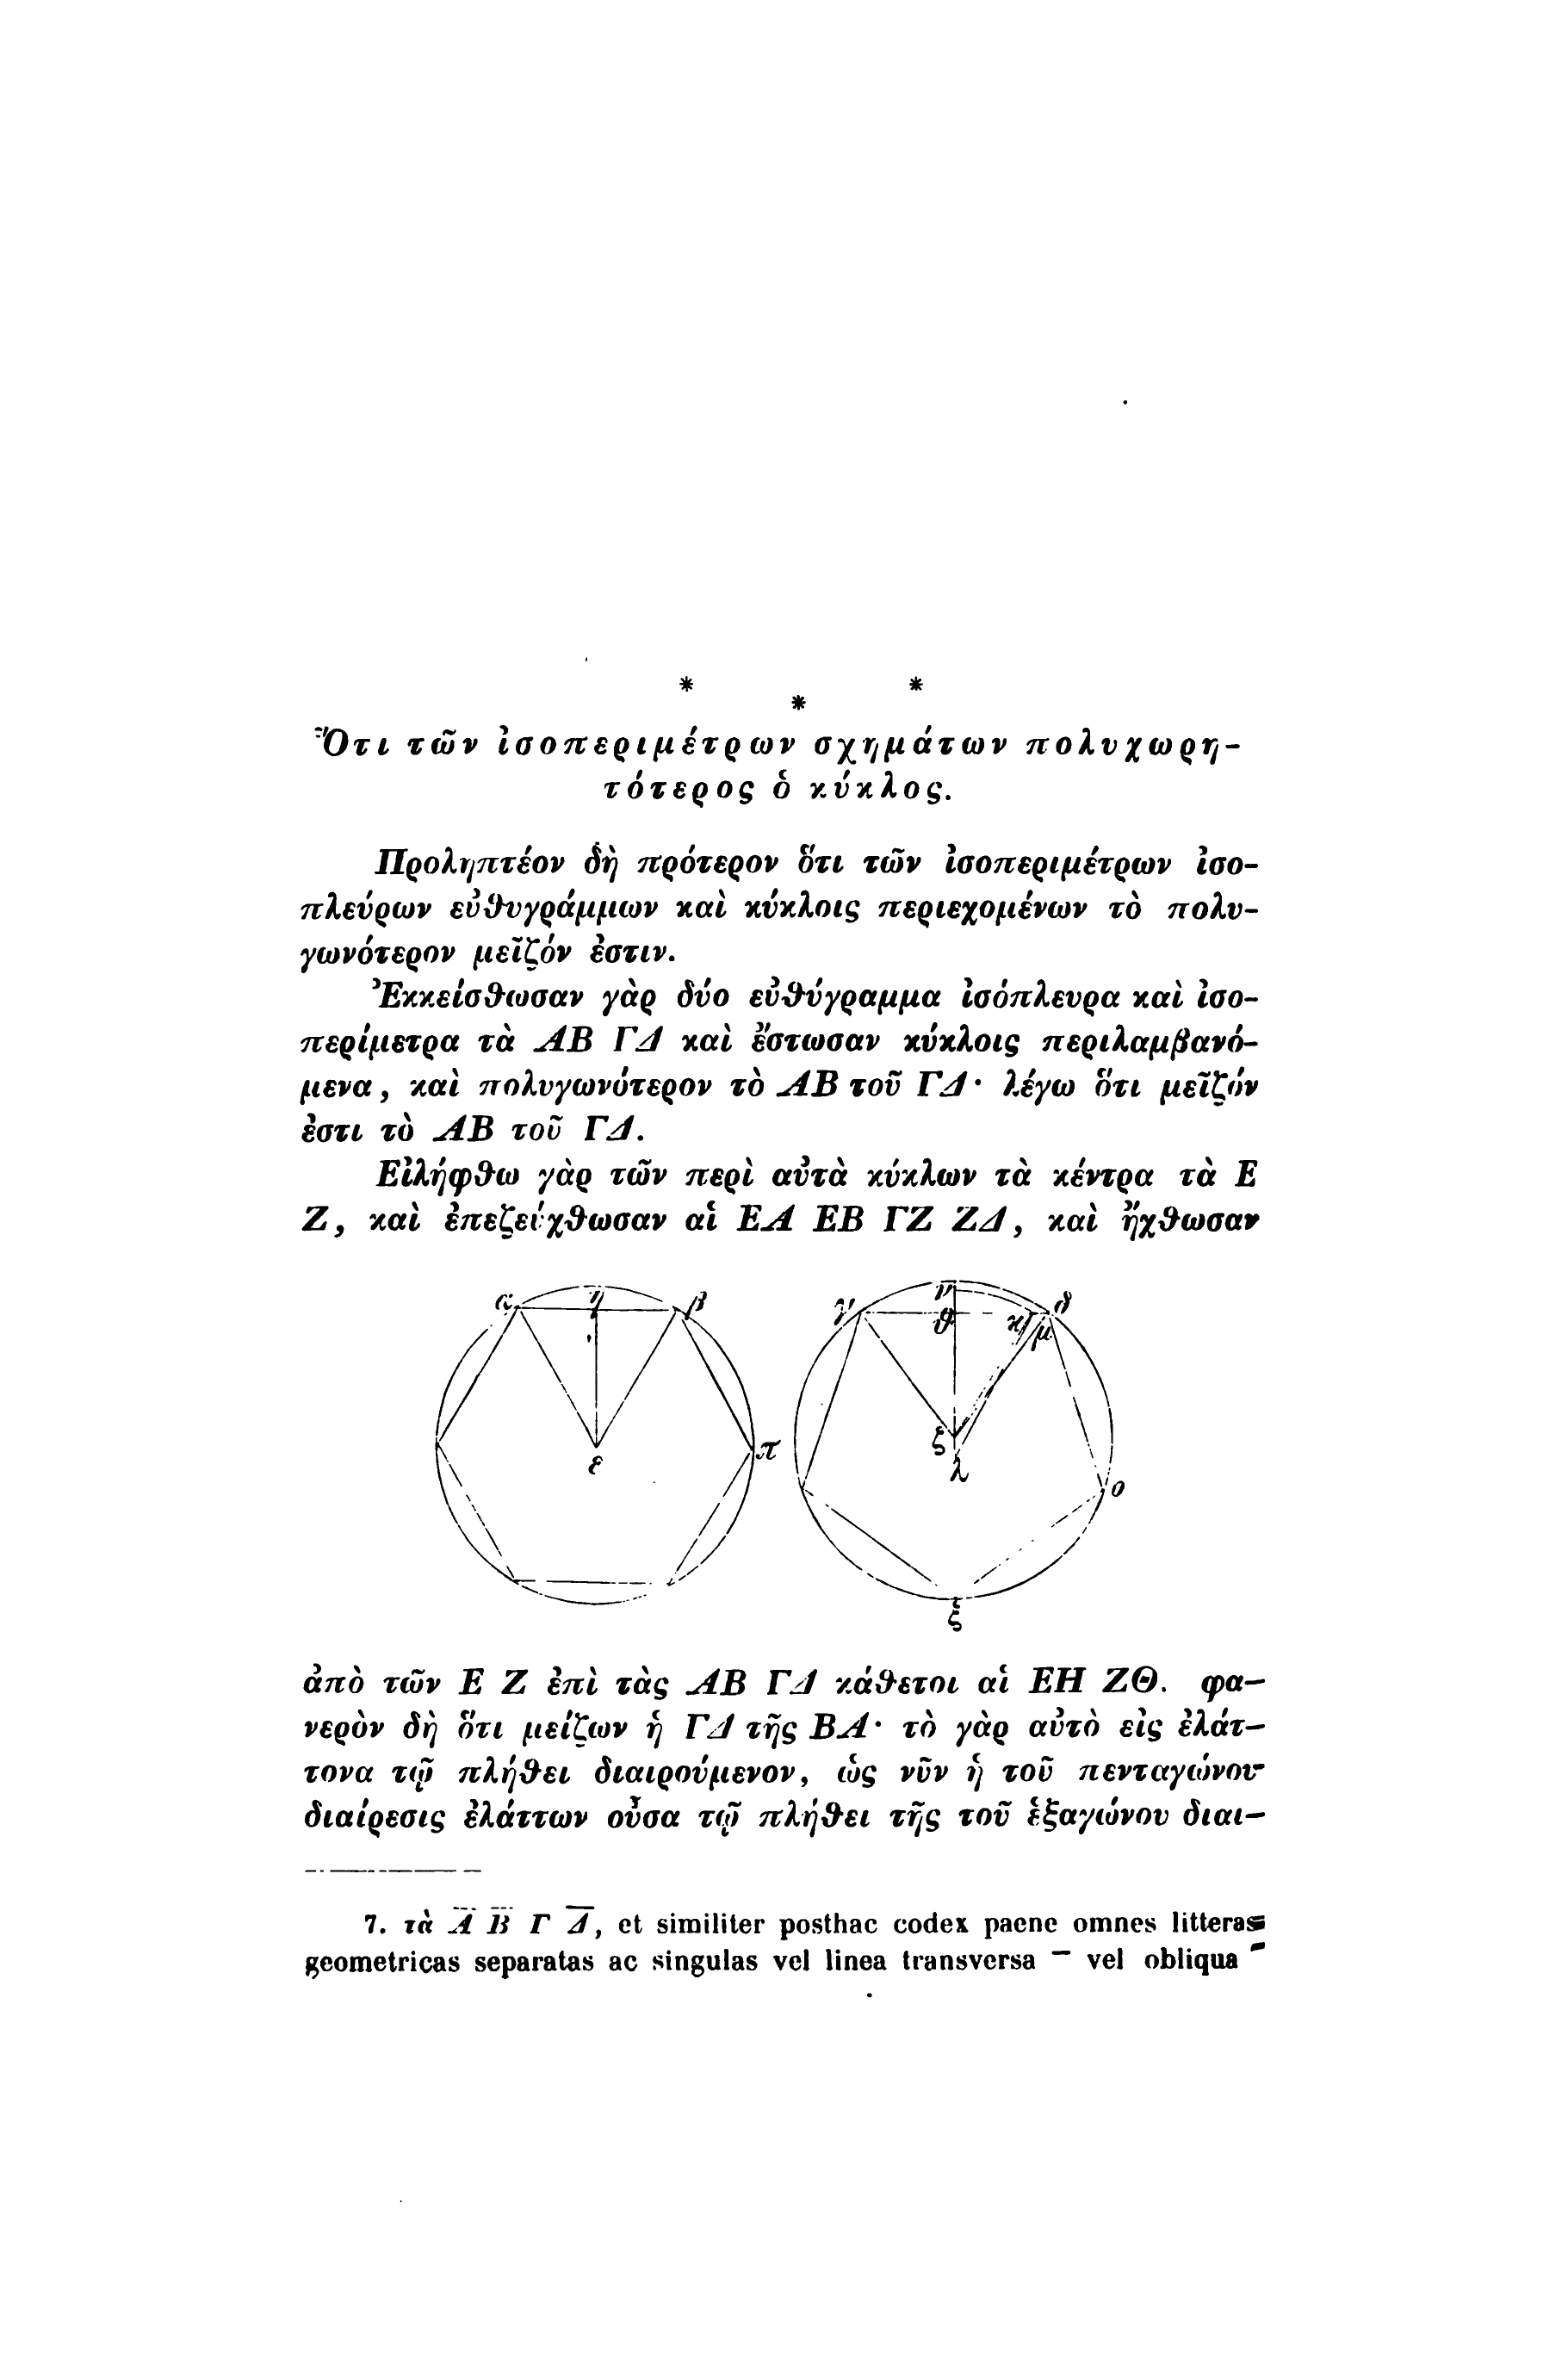 * * *
Ὅτι τῶν ἰσοπεριμέτρων σχημάτων πολυχωρη-
τότερος ὁ κύκλος.
Προληπτέον δὴ πρότερον ὅτι τῶν ἰσοπεριμέτρων ἰσο-
πλεύρων εὐθυγράμμων καὶ κύκλοις περιεχομένων τὸ πολυ-
γωνότερον μεῖζόν ἐστιν.
Ἐκκείσθωσαν γὰρ δύο εὐθύγραμμα ἰσόπλευρα καὶ ἰσο-
περίμετρα τὰ ΑΒ ΓΔ καὶ ἔστωσαν κύκλοις περιλαμβανό-
μενα, καὶ πολυγωνότερον τὸ ΑΒ τοῦ ΓΔ· λέγω ὅτι μεῖζόν
ἐστι τὸ ΑΒ τοῦ ΓΔ.
Εἰλήφθω γὰρ τῶν περὶ αὐτὰ κύκλων τὰ κέντρα τὰ Ε
Ζ, καὶ ἐπεζεύχθωσαν αἱ ΕΑ ΕΒ ΓΖ ΖΔ, καὶ ἤχθωσαν
α η β π ε
γ ν θ κ μ δ ζ λ ο ξ
ἀπὸ τῶν Ε Ζ ἐπὶ τὰς ΑΒ ΓΔ κάθετοι αἱ ΕΗ ΖΘ. φα-
νερὸν δὴ ὅτι μείζων ἡ ΓΔ τῆς ΒΑ· τὸ γὰρ αὐτὸ εἰς ἐλάτ-
τονα τῷ πλήθει διαιρούμενον, ὡς νῦν ἡ τοῦ πενταγώνου
διαίρεσις ἐλάττων οὖσα τῷ πλήθει τῆς τοῦ ἑξαγώνου διαι-
7. τὰ Α̅ Β̅ Γ Δ̅, et similiter posthac codex paene omnes litteras
geometricas separatas ac singulas vel linea transversa – vel obliqua ‾